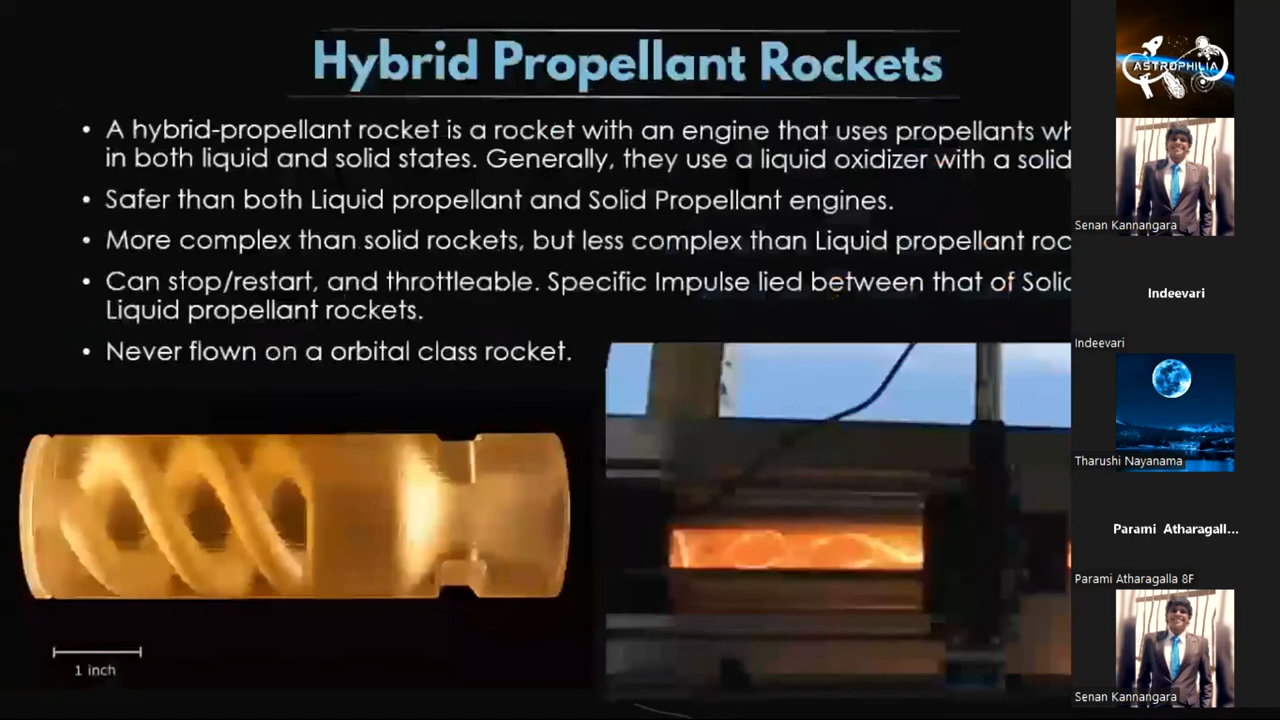 Hybrid Propellant Rockets
• A hybrid-propellant rocket is a rocket with an engine that uses propellants wh
in both liquid and solid states. Generally, they use a liquid oxidizer with a solid
• Safer than both Liquid propellant and Solid Propellant engines.
• More complex than solid rockets, but less complex than Liquid propellant roc
• Can stop/restart, and throttleable. Specific Impulse lied between that of Solid
Liquid propellant rockets.
• Never flown on a orbital class rocket.
1 inch
ASTROPHILIA
Senan Kannangara
Indeevari
Indeevari
Tharushi Nayanama
Parami Atharagall...
Parami Atharagalla 8F
Senan Kannangara